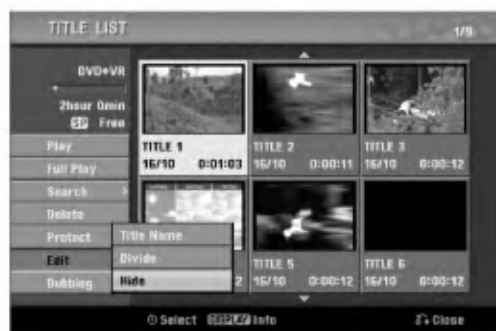 TITLE LIST
1/9
DVD+VR
2hour 0min
SP Free
Play
Full Play
Search >
Delete
Protect
Edit
Dubbing
Title Name
Divide
Hide
TITLE 1
16/10 0:01:03
TITLE 2
16/10 0:00:11
TITLE 3
16/10 0:00:12
2
TITLE 5
16/10 0:00:12
TITLE 6
16/10 0:00:12
Select DISPLAY Info
Close